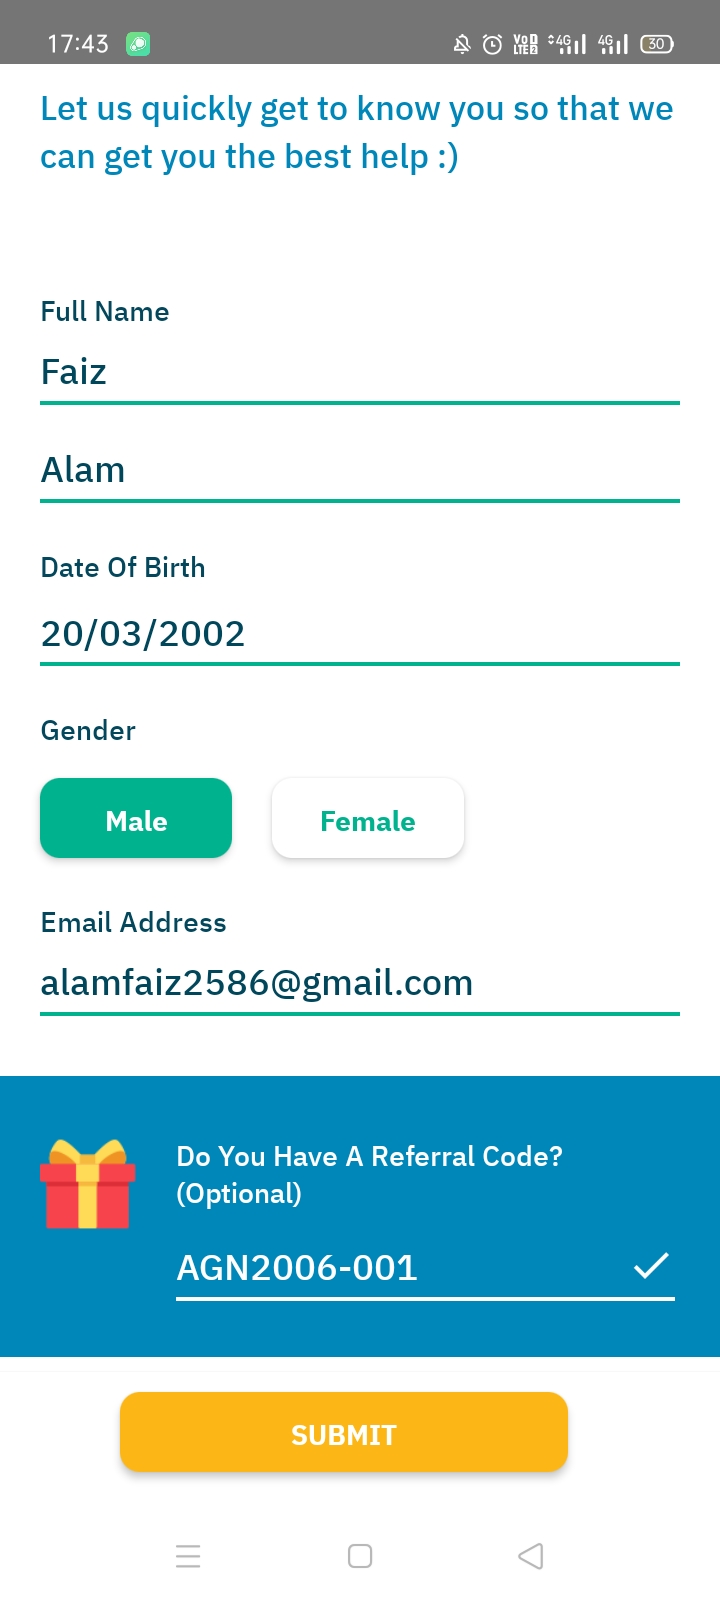 17:43
VoD LTE2 4G 4G 30
Let us quickly get to know you so that we
can get you the best help :)
Full Name
Faiz
Alam
Date Of Birth
20/03/2002
Gender
Male Female
Email Address
alamfaiz2586@gmail.com
Do You Have A Referral Code?
(Optional)
AGN2006-001
SUBMIT